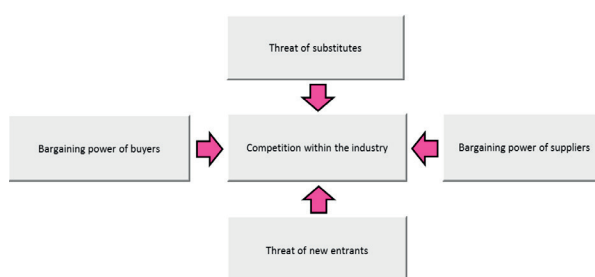 Threat of substitutes
Bargaining power of buyers
Competition within the industry
Bargaining power of suppliers
Threat of new entrants